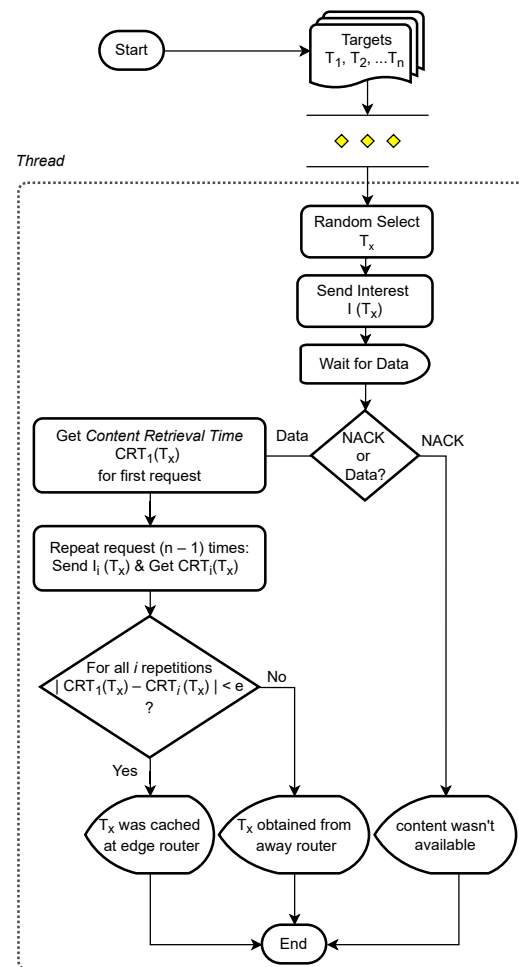 Start
Targets
T1, T2, ...Tn
Thread
Random Select
Tx
Send Interest
I (Tx)
Wait for Data
NACK
or
Data?
Data
NACK
Get Content Retrieval Time
CRT1(Tx)
for first request
Repeat request (n – 1) times:
Send Ii (Tx) & Get CRTi(Tx)
For all i repetitions
| CRT1(Tx) – CRTi (Tx) | < e
?
No
Yes
Tx was cached
at edge router
Tx obtained from
away router
content wasn't
available
End